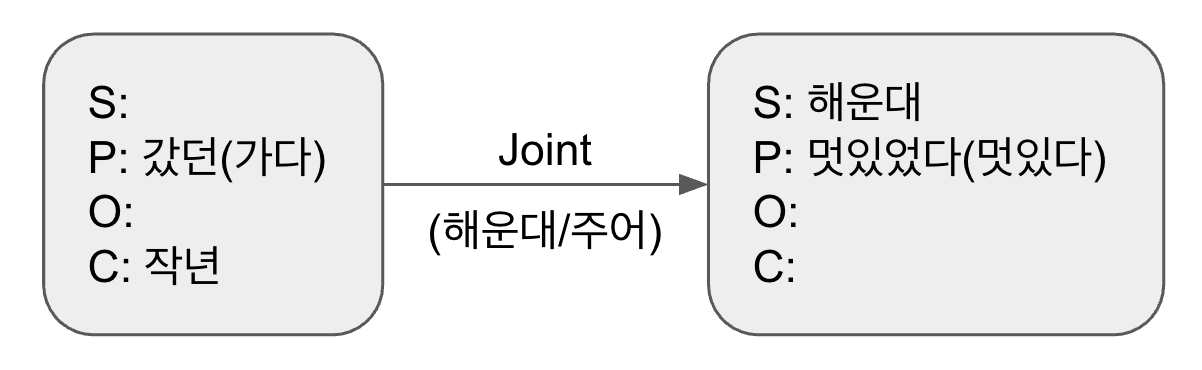 S:
P: 갔던(가다)
O:
C: 작년
Joint
(해운대/주어)
S: 해운대
P: 멋있었다(멋있다)
O:
C: